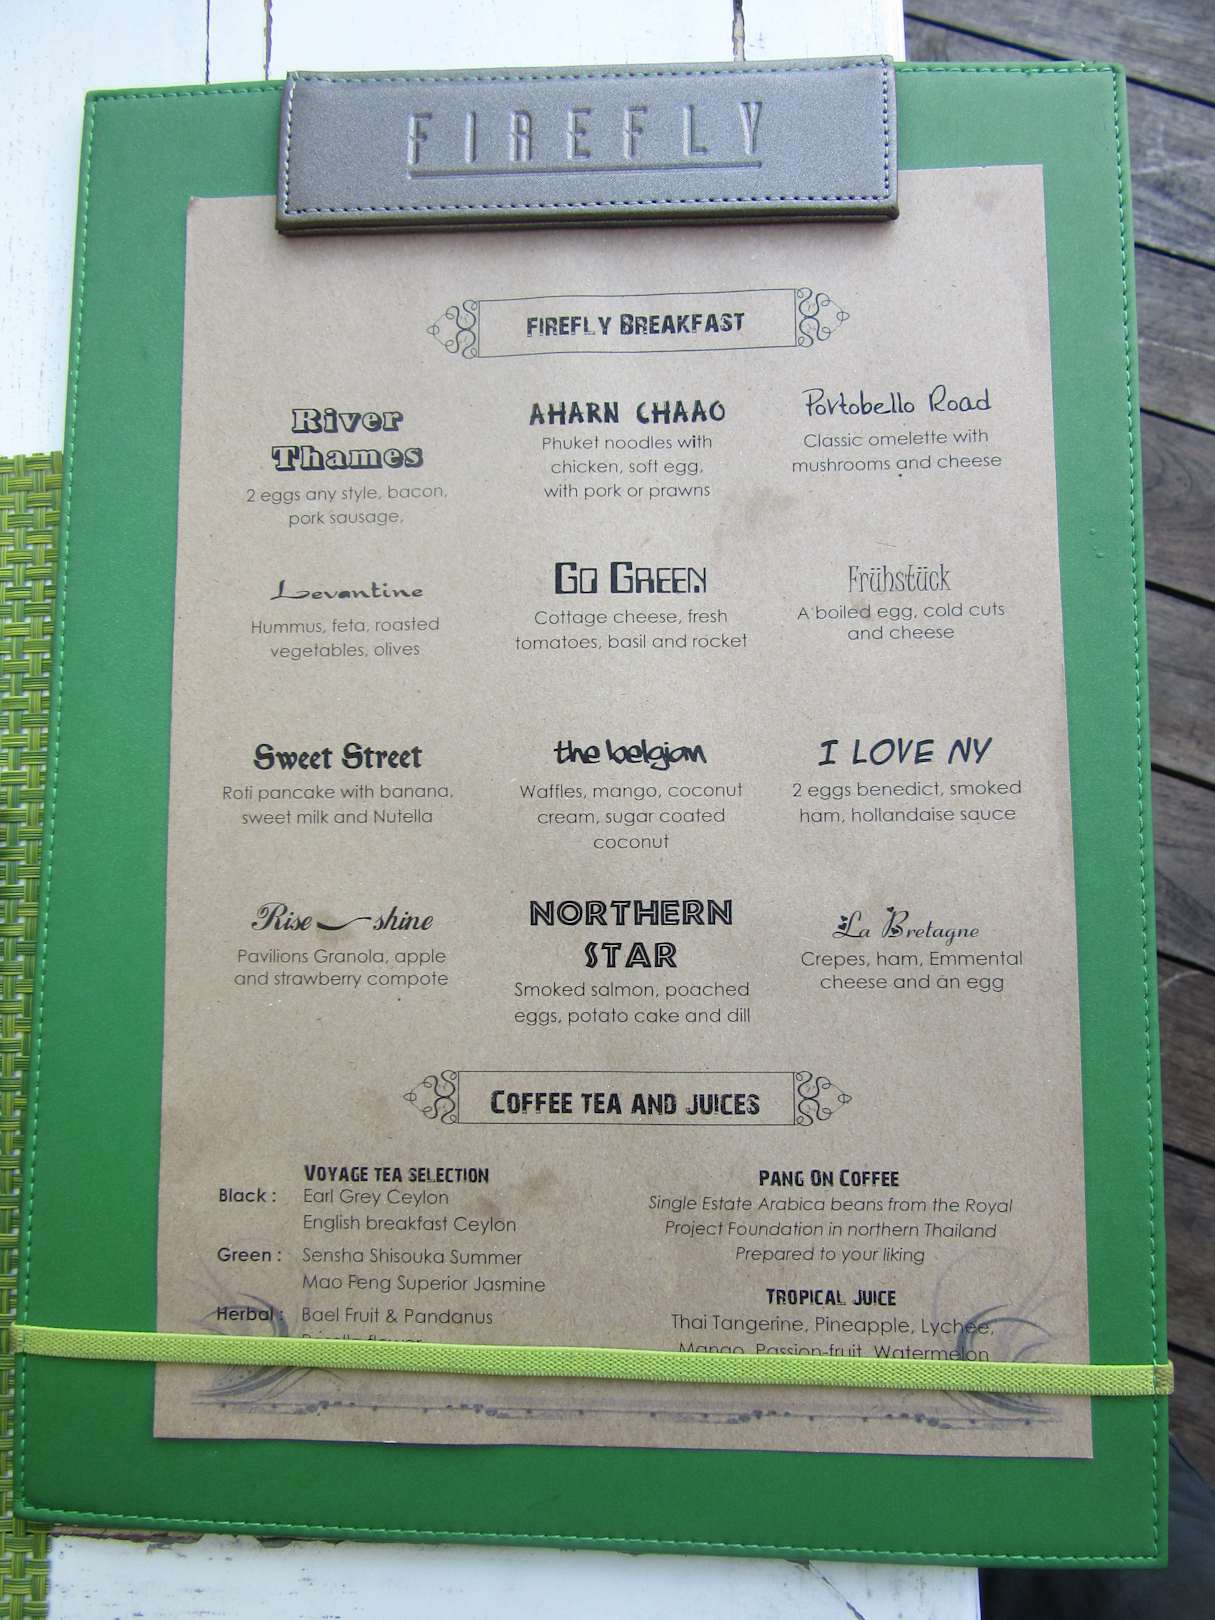 FIREFLY
FIREFLY BREAKFAST
River
Thames
2 eggs any style, bacon,
pork sausage,
AHARN CHAAO
Phuket noodles with
chicken, soft egg,
with pork or prawns
Portobello Road
Classic omelette with
mushrooms and cheese
Levantine
Hummus, feta, roasted
vegetables, olives
GO GREEN
Cottage cheese, fresh
tomatoes, basil and rocket
Frühstück
A boiled egg, cold cuts
and cheese
Sweet Street
Roti pancake with banana,
sweet milk and Nutella
the belgian
Waffles, mango, coconut
cream, sugar coated
coconut
I LOVE NY
2 eggs benedict, smoked
ham, hollandaise sauce
Rise shine
Pavilions Granola, apple
and strawberry compote
NORTHERN
STAR
Smoked salmon, poached
eggs, potato cake and dill
La Bretagne
Crepes, ham, Emmental
cheese and an egg
COFFEE TEA AND JUICES
VOYAGE TEA SELECTION
Black : Earl Grey Ceylon
English breakfast Ceylon
Green : Sensha Shisouka Summer
Mao Feng Superior Jasmine
Herbal : Bael Fruit & Pandanus
PANG ON COFFEE
Single Estate Arabica beans from the Royal
Project Foundation in northern Thailand
Prepared to your liking
TROPICAL JUICE
Thai Tangerine, Pineapple, Lychee,
Mango, Passion-fruit, Watermelon